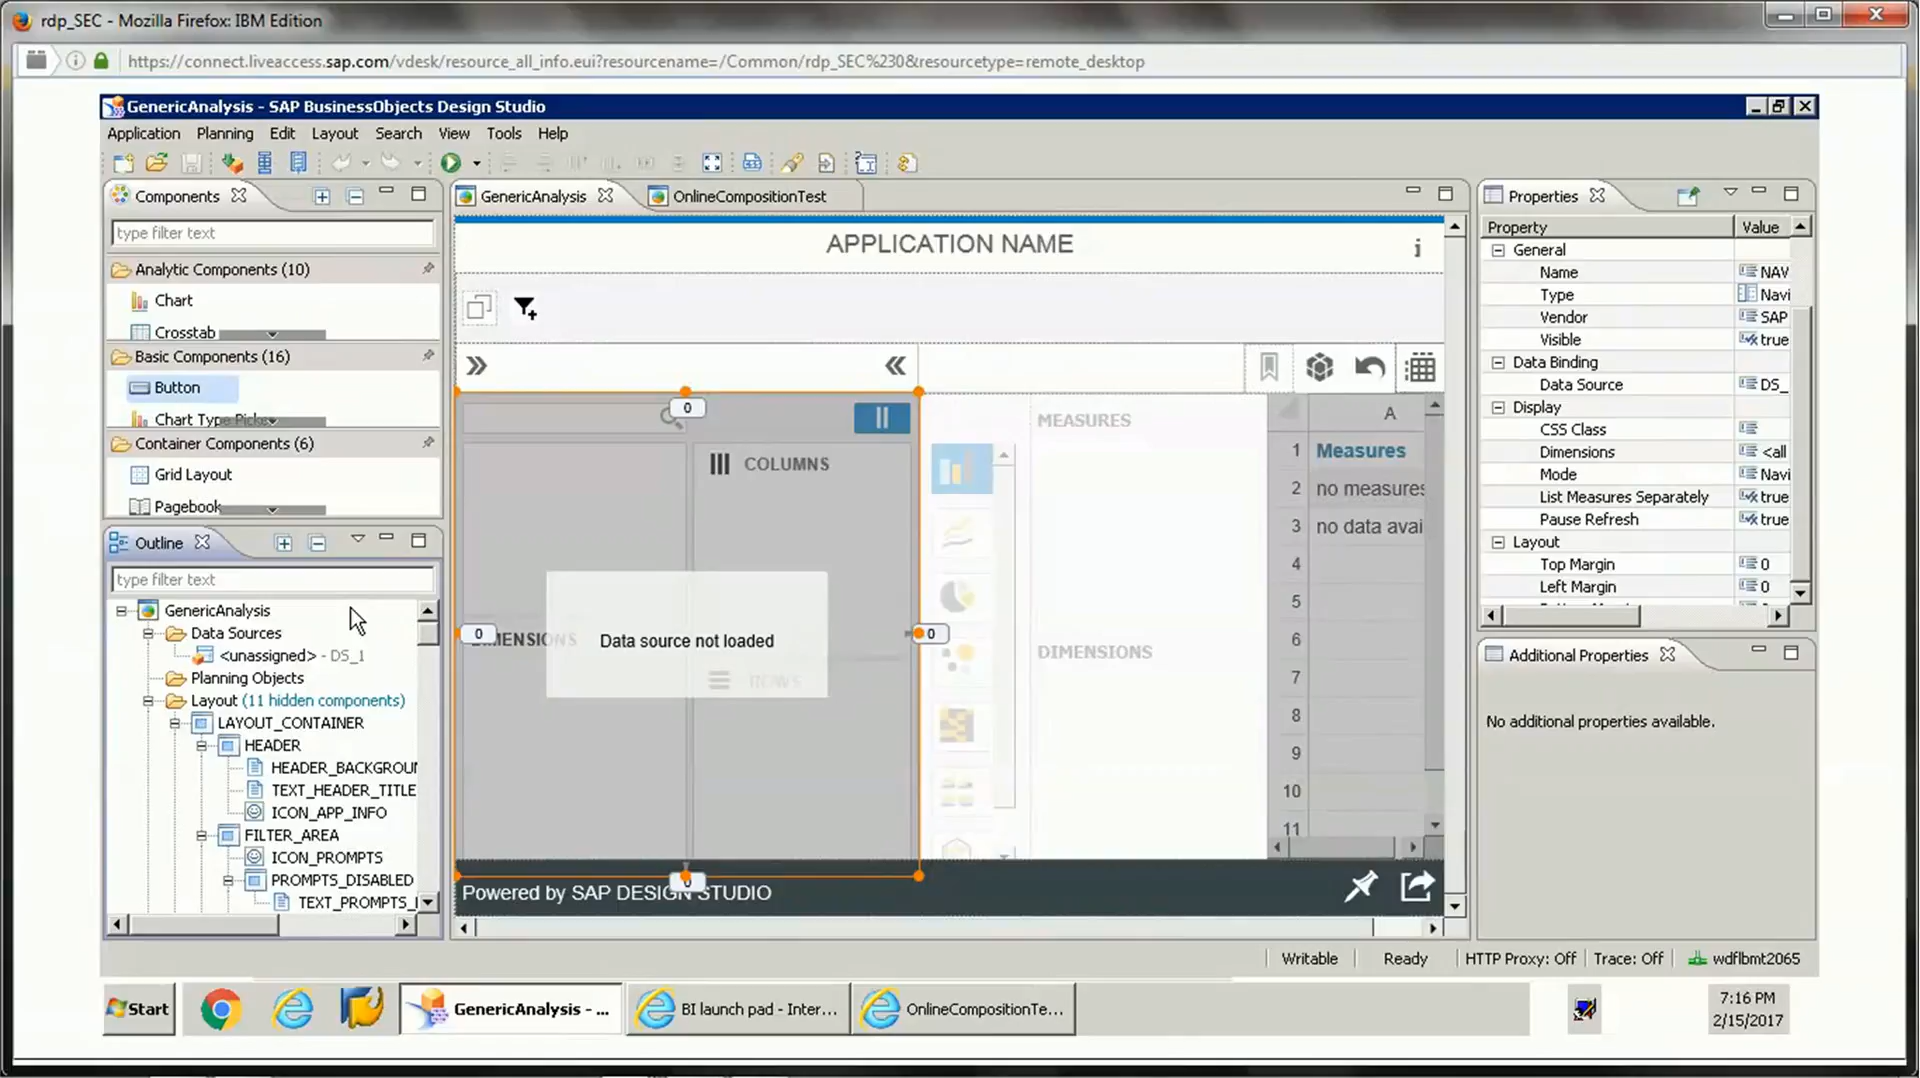 rdp_SEC - Mozilla Firefox: IBM Edition
https://connect.liveaccess.sap.com/vdesk/resource_all_info.eui?resourcename=/Common/rdp_SEC%230&resourcetype=remote_desktop
GenericAnalysis - SAP BusinessObjects Design Studio
Application Planning Edit Layout Search View Tools Help
Components
type filter text
Analytic Components (10)
Chart
Crosstab
Basic Components (16)
Button
Chart Type Picke
Container Components (6)
Grid Layout
Pagebook
Outline
type filter text
GenericAnalysis
Data Sources
<unassigned> - DS_1
Planning Objects
Layout (11 hidden components)
LAYOUT_CONTAINER
HEADER
HEADER_BACKGROUN
TEXT_HEADER_TITLE
ICON_APP_INFO
FILTER_AREA
ICON_PROMPTS
PROMPTS_DISABLED
TEXT_PROMPTS_
GenericAnalysis
OnlineCompositionTest
APPLICATION NAME
i
0
COLUMNS
0
MENSIONS
Data source not loaded
0
ROWS
0
MEASURES
DIMENSIONS
A
1 Measures
2 no measures
3 no data avai
4
5
6
7
8
9
10
11
Powered by SAP DESIGN STUDIO
Properties
Property Value
General
Name NAV
Type Navi
Vendor SAP
Visible true
Data Binding
Data Source DS_
Display
CSS Class
Dimensions <all
Mode Navi
List Measures Separately true
Pause Refresh true
Layout
Top Margin 0
Left Margin 0
Additional Properties
No additional properties available.
Writable Ready HTTP Proxy: Off Trace: Off wdflbmt2065
Start
GenericAnalysis - ...
BI launch pad - Inter...
OnlineCompositionTe...
7:16 PM
2/15/2017